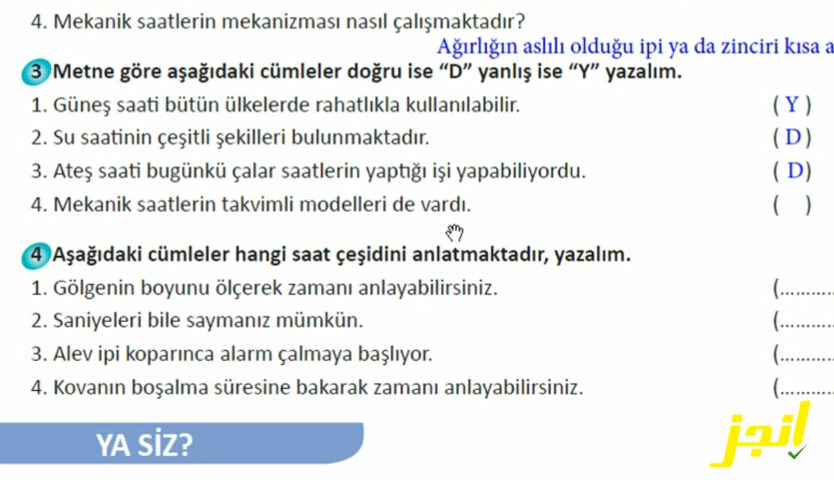 4. Mekanik saatlerin mekanizması nasıl çalışmaktadır?
Ağırlığın aslılı olduğu ipi ya da zinciri kısa a
3 Metne göre aşağıdaki cümleler doğru ise “D” yanlış ise “Y” yazalım.
1. Güneş saati bütün ülkelerde rahatlıkla kullanılabilir. ( Y )
2. Su saatinin çeşitli şekilleri bulunmaktadır. ( D )
3. Ateş saati bugünkü çalar saatlerin yaptığı işi yapabiliyordu. ( D )
4. Mekanik saatlerin takvimli modelleri de vardı. ( )
4 Aşağıdaki cümleler hangi saat çeşidini anlatmaktadır, yazalım.
1. Gölgenin boyunu ölçerek zamanı anlayabilirsiniz. (...........
2. Saniyeleri bile saymanız mümkün. (...........
3. Alev ipi koparınca alarm çalmaya başlıyor. (...........
4. Kovanın boşalma süresine bakarak zamanı anlayabilirsiniz. (...........
YA SİZ?
انجز